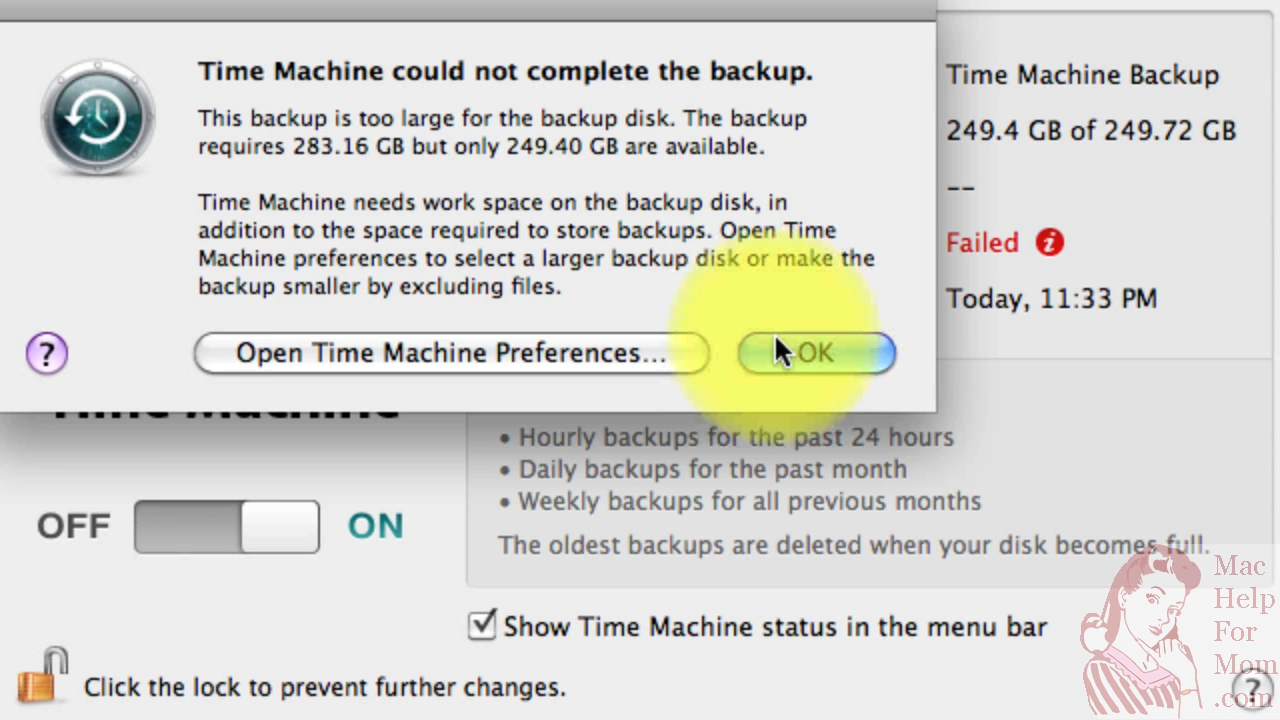 Time Machine could not complete the backup.
This backup is too large for the backup disk. The backup
requires 283.16 GB but only 249.40 GB are available.
Time Machine needs work space on the backup disk, in
addition to the space required to store backups. Open Time
Machine preferences to select a larger backup disk or make the
backup smaller by excluding files.
?
Open Time Machine Preferences...
OK
Time Machine Backup
249.4 GB of 249.72 GB
--
Failed i
Today, 11:33 PM
Time Machine
OFF
ON
• Hourly backups for the past 24 hours
• Daily backups for the past month
• Weekly backups for all previous months
The oldest backups are deleted when your disk becomes full.
Show Time Machine status in the menu bar
Click the lock to prevent further changes.
Mac
Help
For
Mom
.com
?